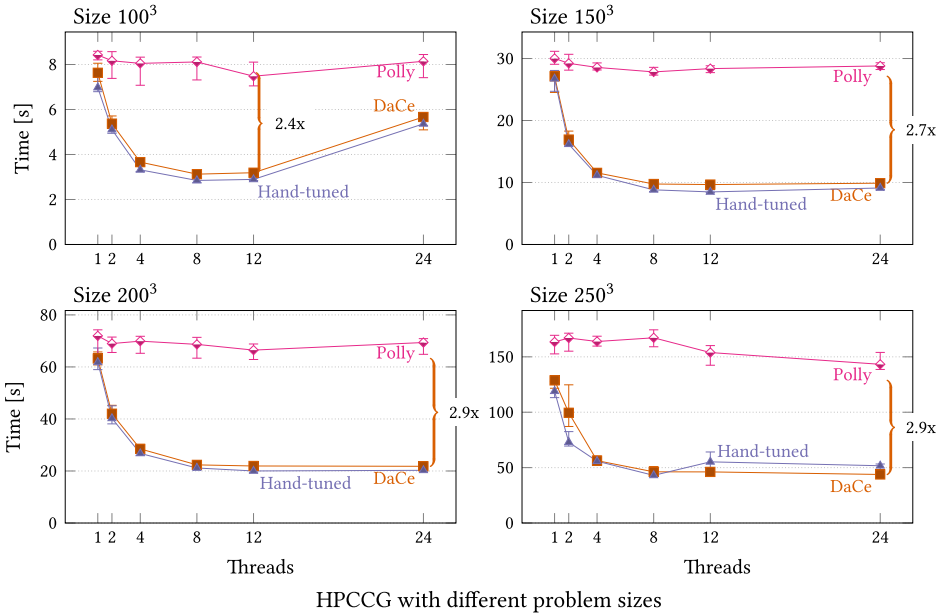 Size 100³
Time [s]
8
6
4
2
0
Polly
DaCe
2.4x
Hand-tuned
1 2 4 8 12 24
Size 150³
30
20
10
0
Polly
2.7x
DaCe
Hand-tuned
1 2 4 8 12 24
Size 200³
Time [s]
80
60
40
20
0
Polly
2.9x
DaCe
Hand-tuned
1 2 4 8 12 24
Threads
Size 250³
150
100
50
0
Polly
2.9x
Hand-tuned
DaCe
1 2 4 8 12 24
Threads
HPCCG with different problem sizes